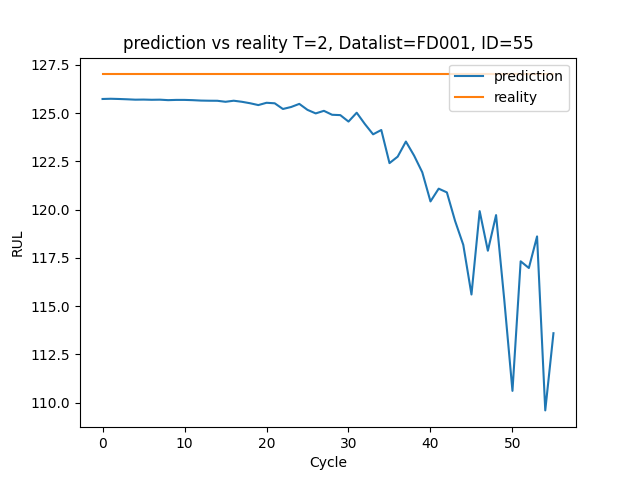 prediction vs reality T=2, Datalist=FD001, ID=55
127.5
125.0
122.5
120.0
117.5
115.0
112.5
110.0
RUL
prediction
reality
0 10 20 30 40 50
Cycle